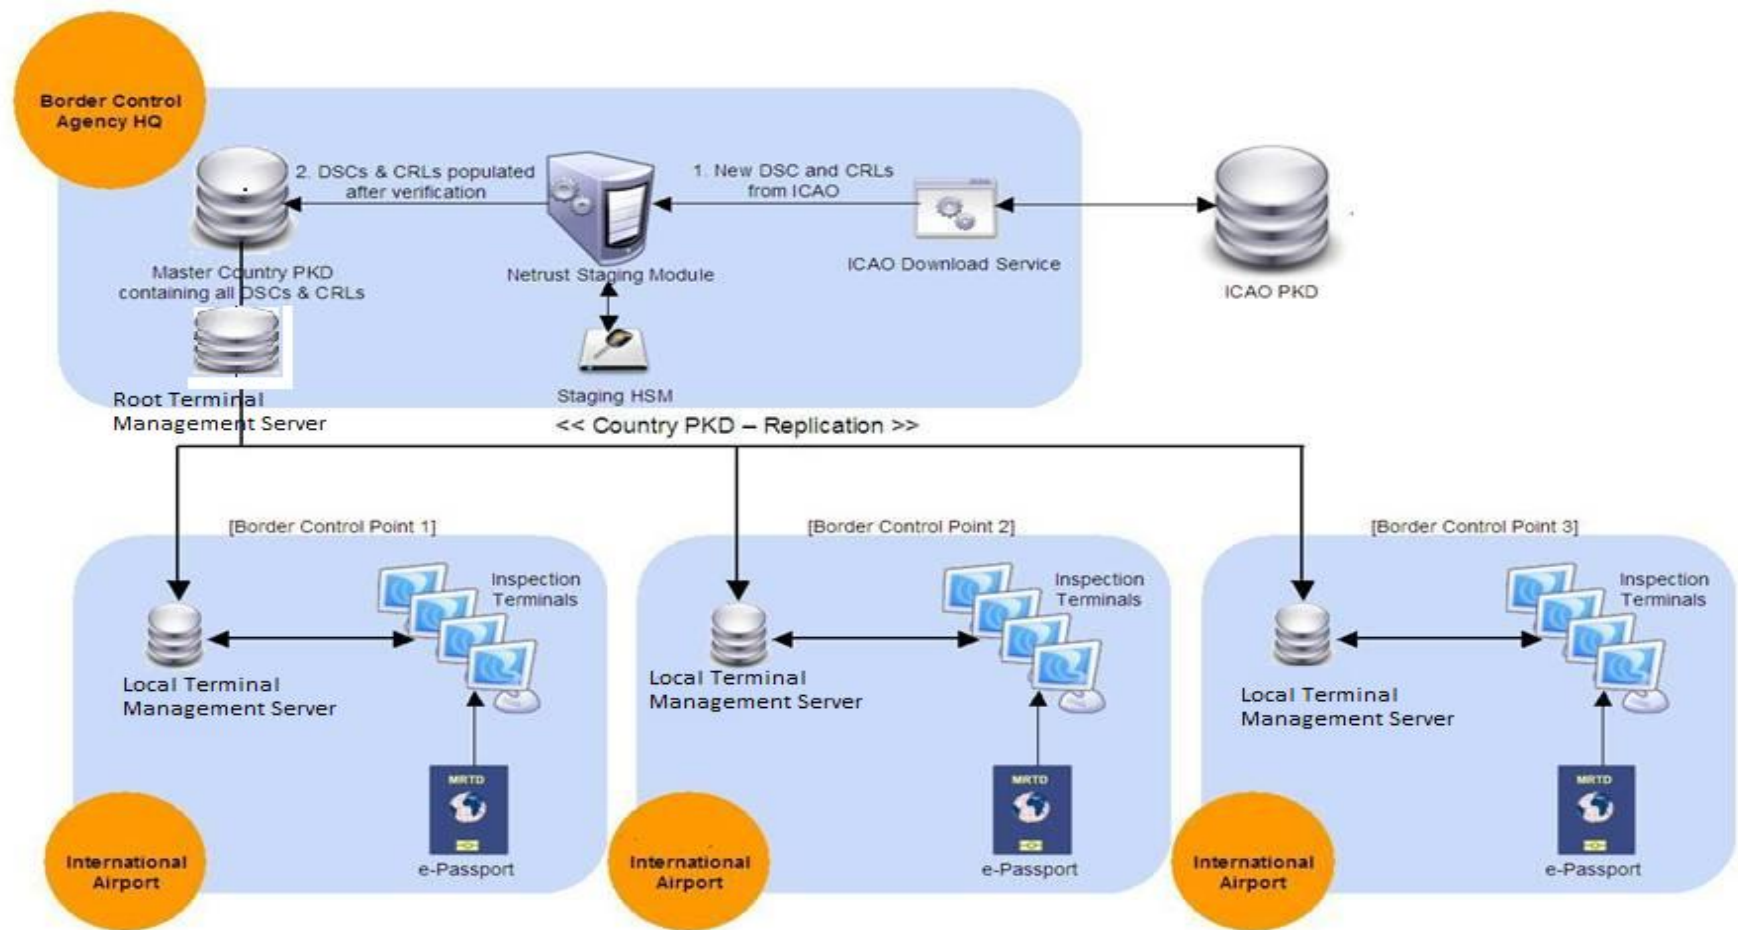 Border Control
Agency HQ
2. DSCs & CRLs populated
after verification
1. New DSC and CRLs
from ICAO
Master Country PKD
containing all DSCs & CRLs
Netrust Staging Module
ICAO Download Service
ICAO PKD
Root Terminal
Management Server
Staging HSM
<< Country PKD – Replication >>
[Border Control Point 1]
Inspection
Terminals
Local Terminal
Management Server
MRTD
e-Passport
International
Airport
[Border Control Point 2]
Inspection
Terminals
Local Terminal
Management Server
MRTD
e-Passport
International
Airport
[Border Control Point 3]
Inspection
Terminals
Local Terminal
Management Server
MRTD
e-Passport
International
Airport